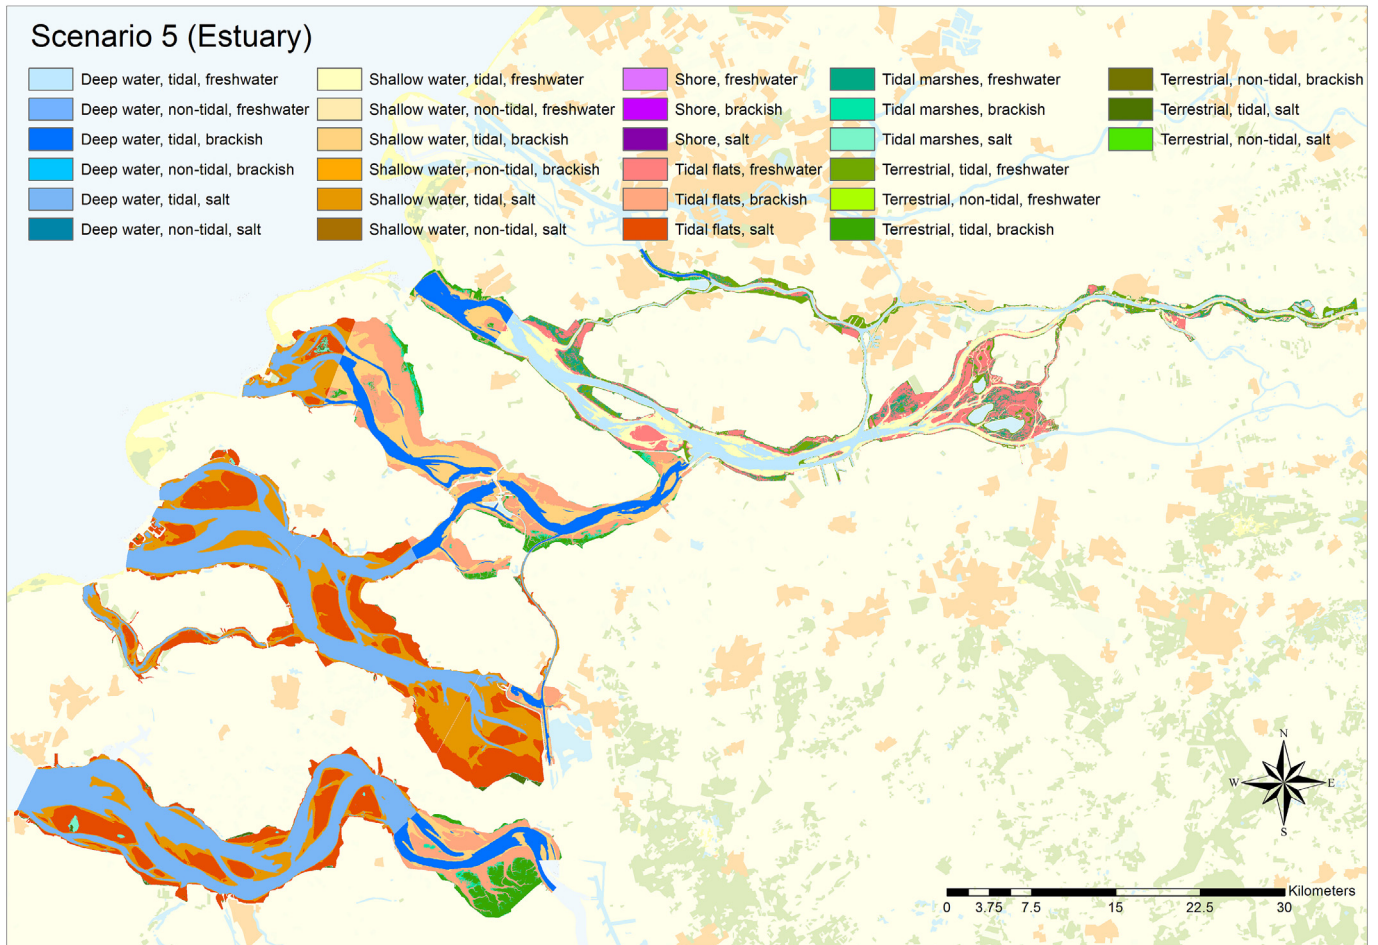 Scenario 5 (Estuary)
Deep water, tidal, freshwater
Deep water, non-tidal, freshwater
Deep water, tidal, brackish
Deep water, non-tidal, brackish
Deep water, tidal, salt
Deep water, non-tidal, salt
Shallow water, tidal, freshwater
Shallow water, non-tidal, freshwater
Shallow water, tidal, brackish
Shallow water, non-tidal, brackish
Shallow water, tidal, salt
Shallow water, non-tidal, salt
Shore, freshwater
Shore, brackish
Shore, salt
Tidal flats, freshwater
Tidal flats, brackish
Tidal flats, salt
Tidal marshes, freshwater
Tidal marshes, brackish
Tidal marshes, salt
Terrestrial, tidal, freshwater
Terrestrial, non-tidal, freshwater
Terrestrial, tidal, brackish
Terrestrial, non-tidal, brackish
Terrestrial, tidal, salt
Terrestrial, non-tidal, salt
N
W E
S
Kilometers
0 3.75 7.5 15 22.5 30